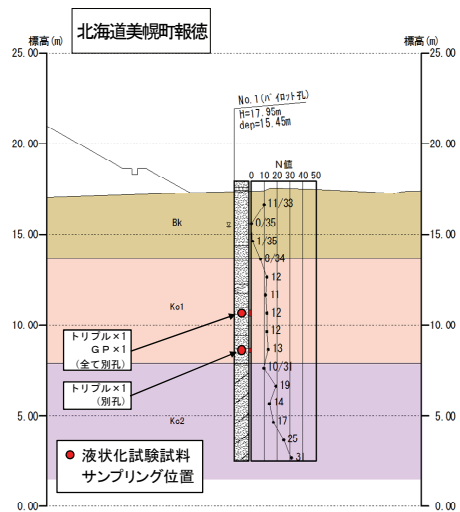 北海道美幌町報徳
標高(m)
標高(m)
25.00
25.00
No.1(パイロット孔)
H=17.95m
dep=15.45m
20.00
20.00
N値
0 10 20 30 40 50
11/33
0/35
Bk
15.00
15.00
1/35
12
11
Ko1
12
10.00
10.00
12
トリプル×1
GP×1
(全て別孔)
13
10/31
トリプル×1
(別孔)
19
14
5.00
5.00
Ko2
17
25
液状化試験試料
サンプリング位置
31
0.00
0.00